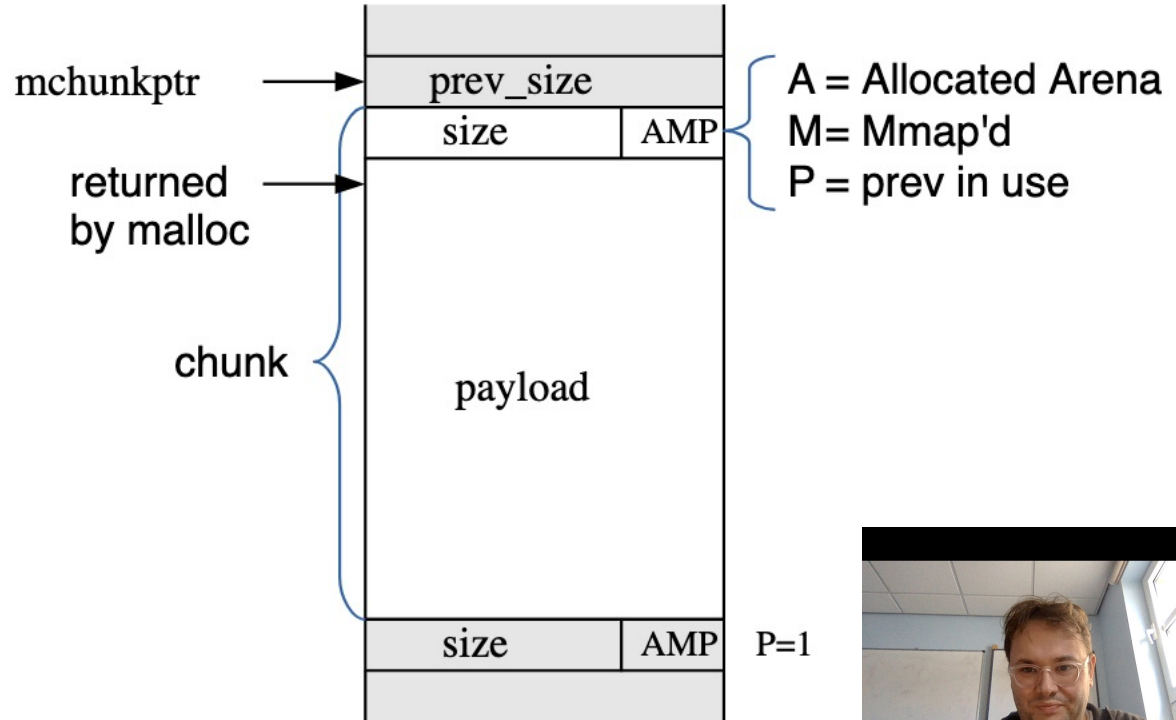 mchunkptr
prev_size
A = Allocated Arena
size
AMP
M= Mmap'd
P = prev in use
returned
by malloc
chunk
payload
size
AMP
P=1